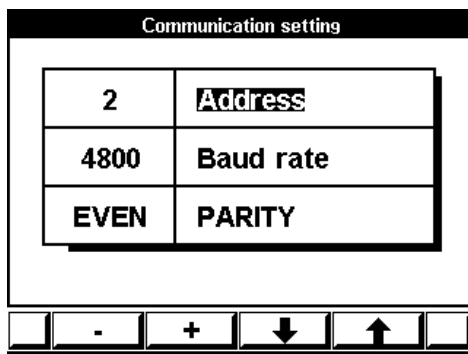 Communication setting
2 Address
4800 Baud rate
EVEN PARITY
- +